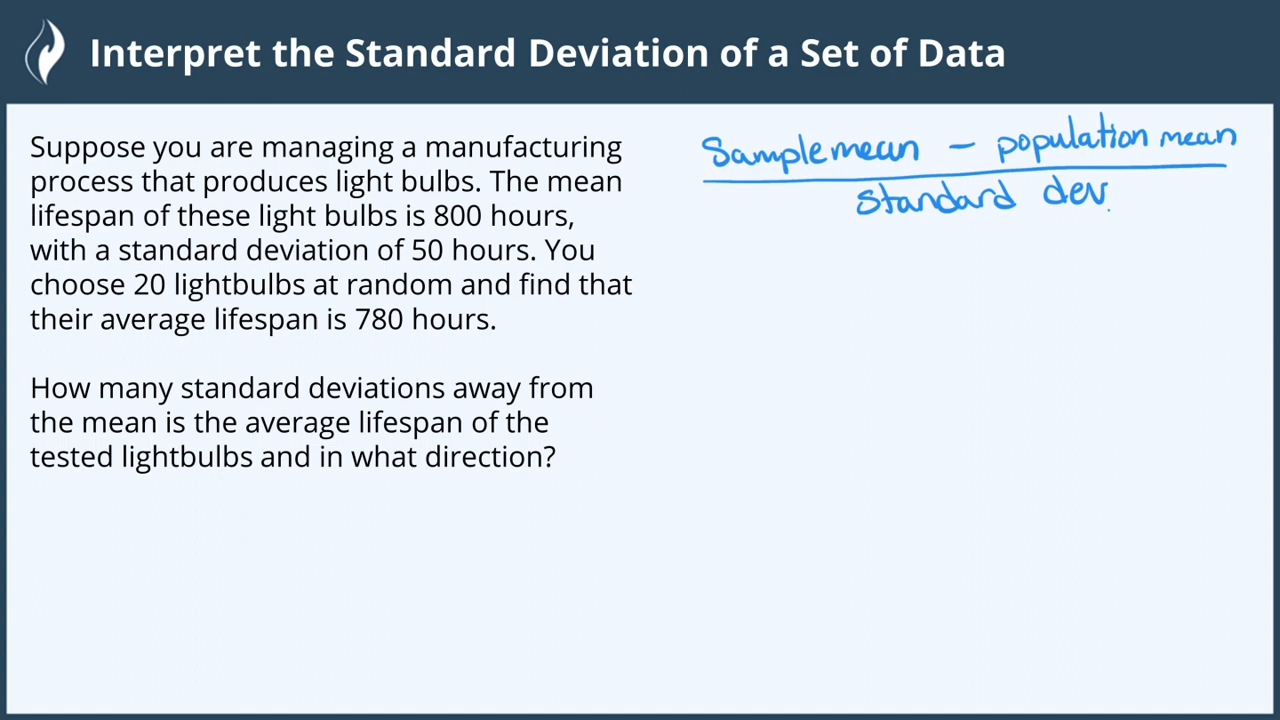 Interpret the Standard Deviation of a Set of Data
Suppose you are managing a manufacturing
process that produces light bulbs. The mean
lifespan of these light bulbs is 800 hours,
with a standard deviation of 50 hours. You
choose 20 lightbulbs at random and find that
their average lifespan is 780 hours.
How many standard deviations away from
the mean is the average lifespan of the
tested lightbulbs and in what direction?
Sample mean - population mean
standard dev.